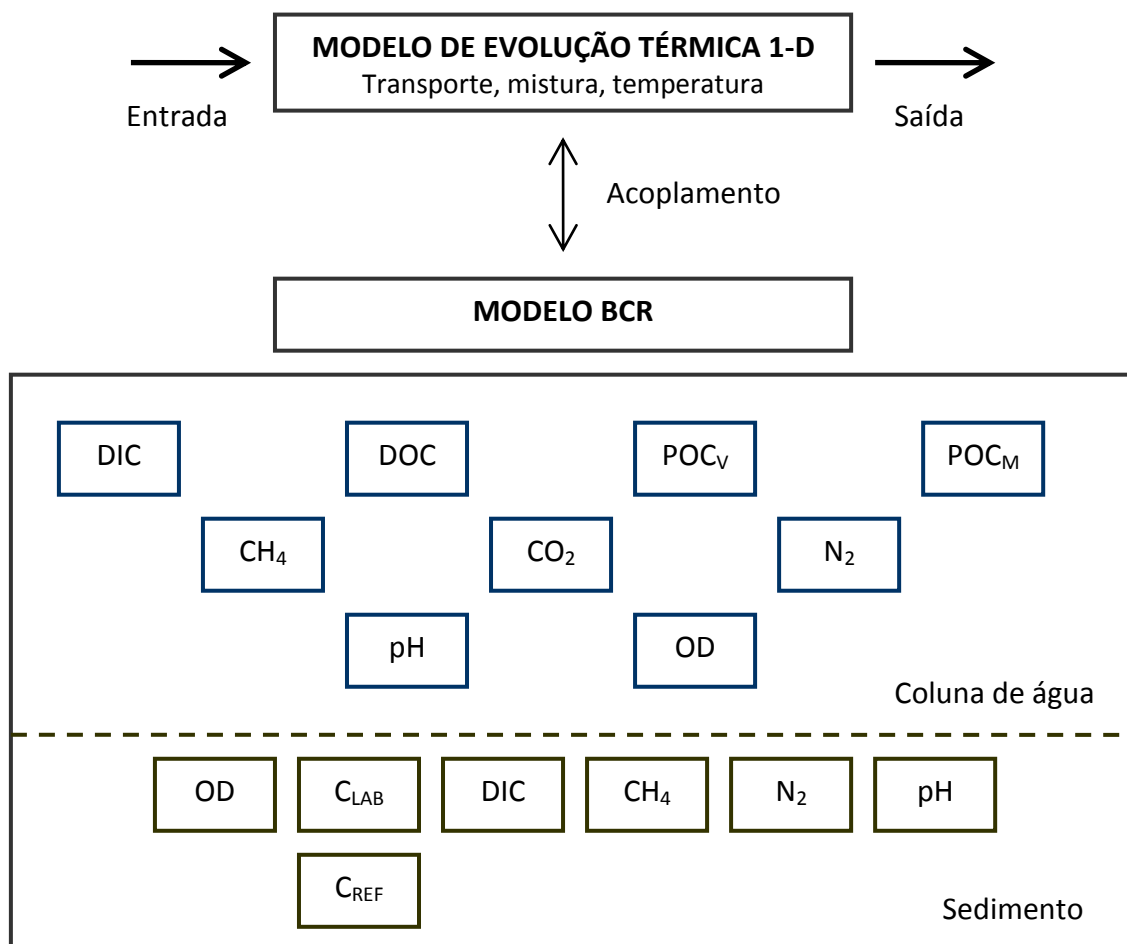 MODELO DE EVOLUÇÃO TÉRMICA 1-D
Transporte, mistura, temperatura
Entrada
Saída
Acoplamento
MODELO BCR
DIC
DOC
POCV
POCM
CH4
CO2
N2
pH
OD
Coluna de água
OD
CLAB
DIC
CH4
N2
pH
CREF
Sedimento